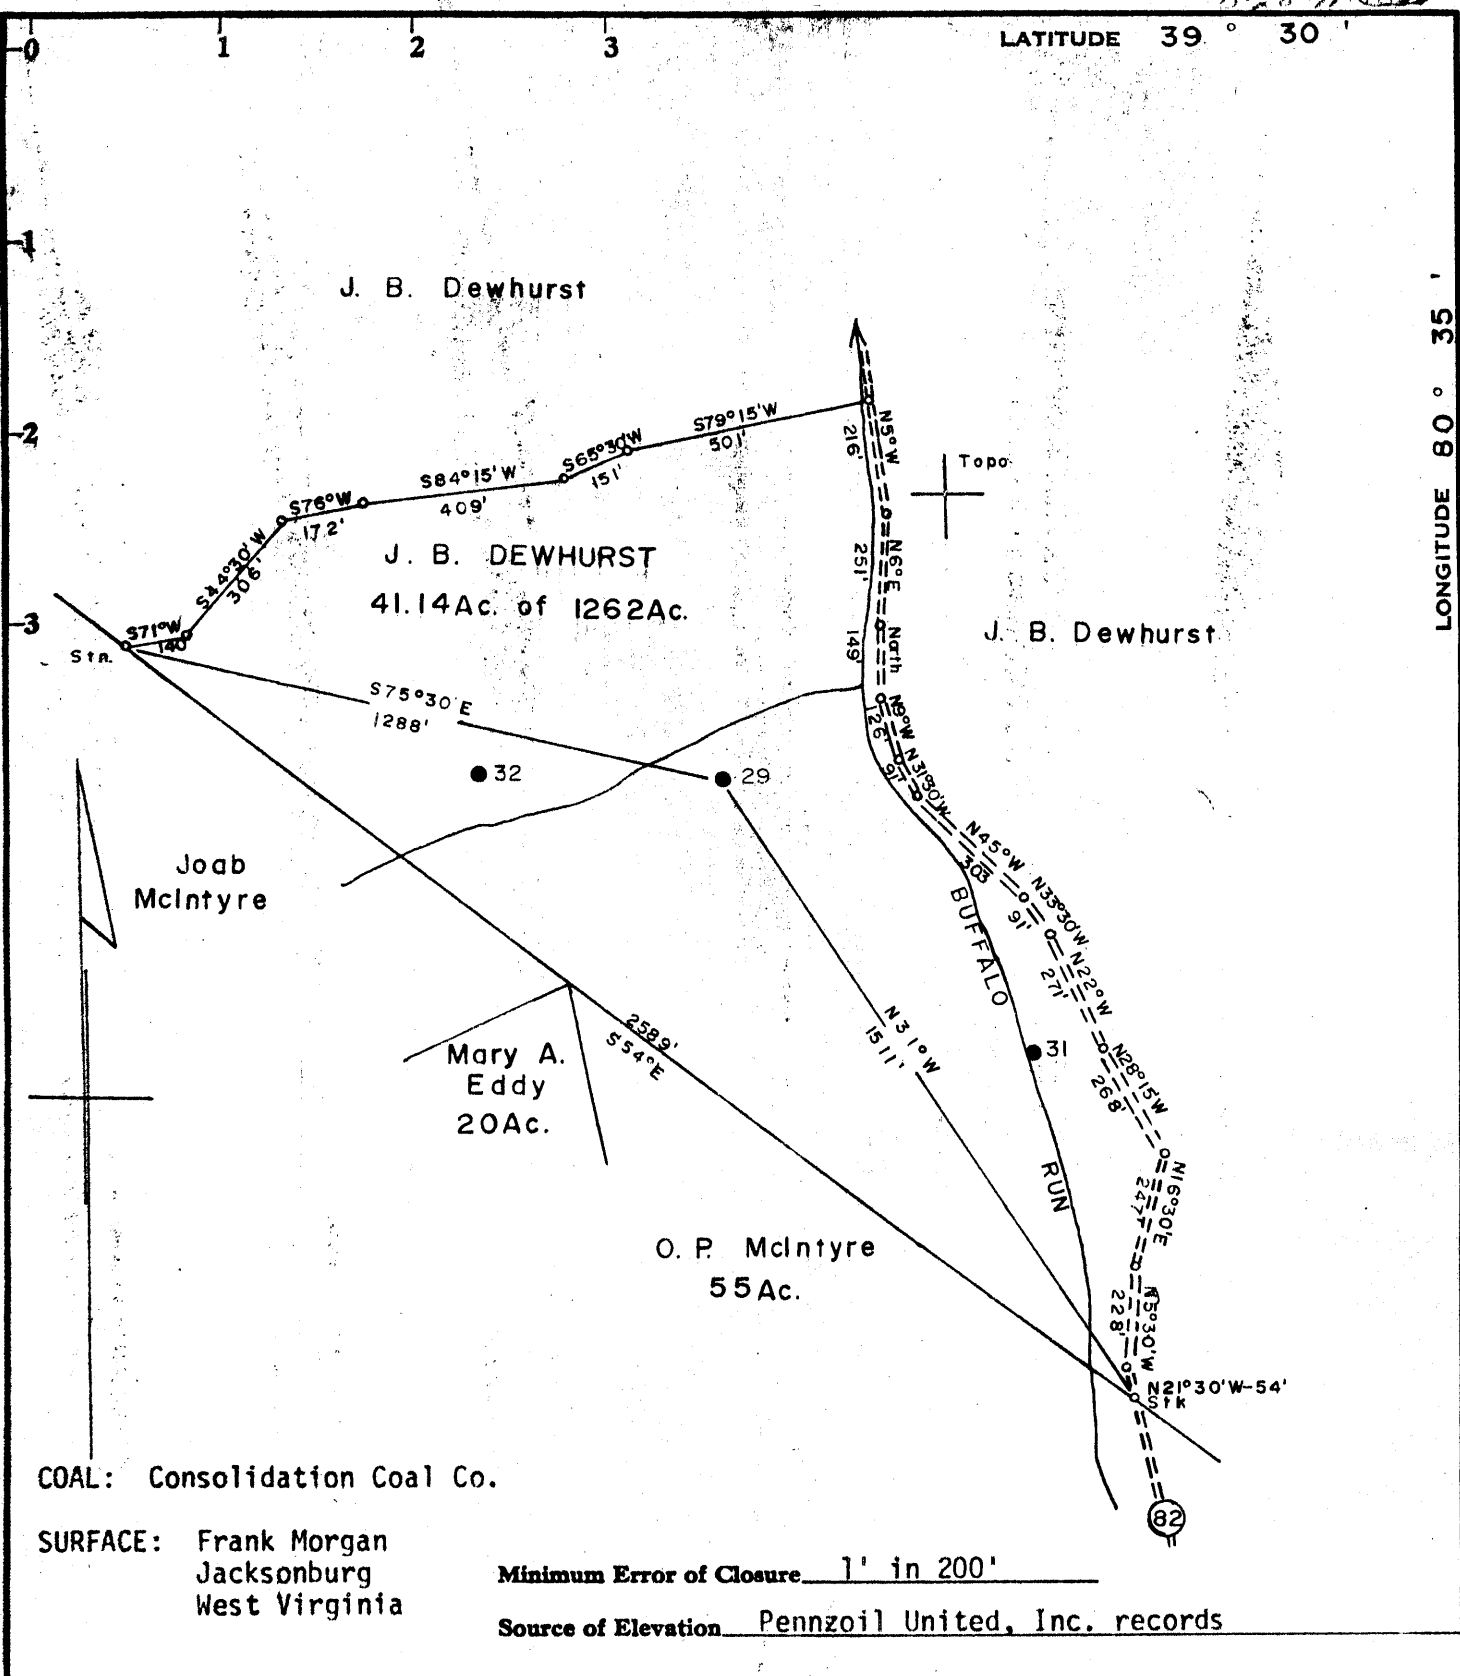 0 1 2 3 LATITUDE 39 ° 30 '
1
2
3
LONGITUDE 80 ° 35 '
J. B. Dewhurst
S79°15'W
501'
S65°30'W
151'
S84°15'W
409'
S76°W
172'
S44°30'W
306'
S71°W
140'
Stn.
N5°W
216'
Topo
N6°E
251'
North
149'
N9°W
126'
N31°30'W
91'
N45°W
303
N33°30'W
91'
N22°W
271'
N28°15'W
268'
N16°30'E
247'
N5°30'W
228'
N21°30'W-54'
Stk
82
J. B. DEWHURST
41.14Ac. of 1262Ac.
J. B. Dewhurst
S75°30'E
1288'
32
29
31
N31°W
1511'
BUFFALO
RUN
Joab
McIntyre
2589'
S54°E
Mary A.
Eddy
20Ac.
O. P. McIntyre
55Ac.
COAL: Consolidation Coal Co.
SURFACE: Frank Morgan
Jacksonburg
West Virginia
Minimum Error of Closure 1' in 200'
Source of Elevation Pennzoil United, Inc. records